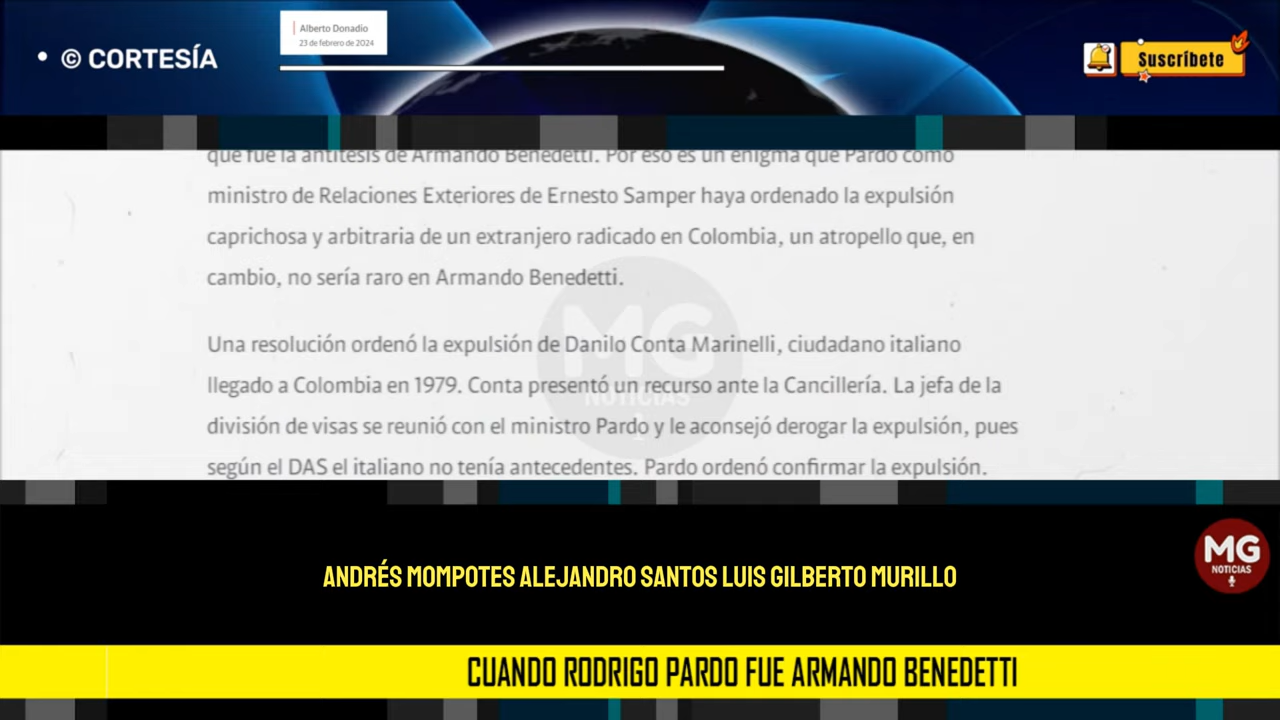 • © CORTESÍA
Alberto Donadio
23 de febrero de 2024
Suscríbete
que fue la antítesis de Armando Benedetti. Por eso es un enigma que Pardo como
ministro de Relaciones Exteriores de Ernesto Samper haya ordenado la expulsión
caprichosa y arbitraria de un extranjero radicado en Colombia, un atropello que, en
cambio, no sería raro en Armando Benedetti.
Una resolución ordenó la expulsión de Danilo Conta Marinelli, ciudadano italiano
llegado a Colombia en 1979. Conta presentó un recurso ante la Cancillería. La jefa de la
división de visas se reunió con el ministro Pardo y le aconsejó derogar la expulsión, pues
según el DAS el italiano no tenía antecedentes. Pardo ordenó confirmar la expulsión.
MG
NOTICIAS
ANDRÉS MOMPOTES ALEJANDRO SANTOS LUIS GILBERTO MURILLO
MG
NOTICIAS
CUANDO RODRIGO PARDO FUE ARMANDO BENEDETTI